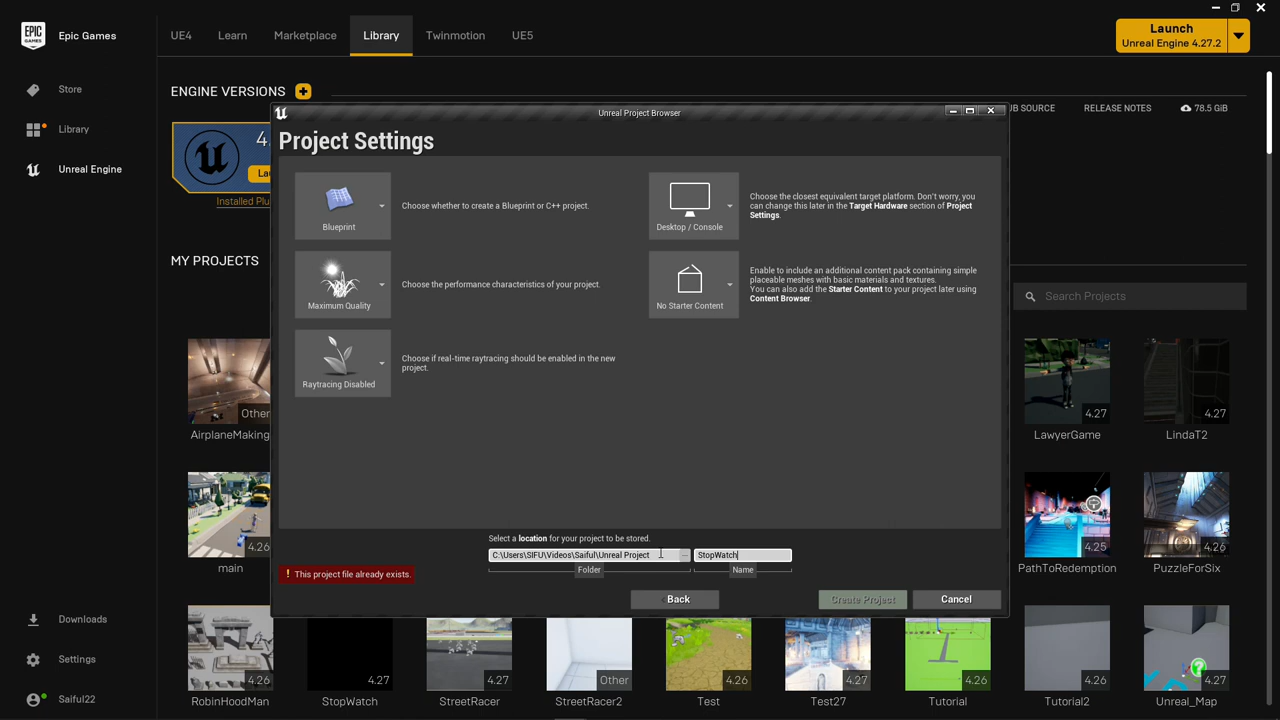 EPIC GAMES
Epic Games
UE4
Learn
Marketplace
Library
Twinmotion
UE5
Launch
Unreal Engine 4.27.2
Store
Library
Unreal Engine
ENGINE VERSIONS
RELEASE NOTES
78.5 GiB
UB SOURCE
4.
Lau
Installed Plu
MY PROJECTS
Search Projects
Unreal Project Browser
Project Settings
Blueprint
Choose whether to create a Blueprint or C++ project.
Desktop / Console
Choose the closest equivalent target platform. Don't worry, you
can change this later in the Target Hardware section of Project
Settings.
Maximum Quality
Choose the performance characteristics of your project.
No Starter Content
Enable to include an additional content pack containing simple
placeable meshes with basic materials and textures.
You can also add the Starter Content to your project later using
Content Browser.
Raytracing Disabled
Choose if real-time raytracing should be enabled in the new
project.
Select a location for your project to be stored.
C:\Users\SIFU\Videos\Saiful\Unreal Project
...
StopWatch
Folder
Name
! This project file already exists.
Back
Create Project
Cancel
Other
AirplaneMaking
4.27
LawyerGame
4.27
LindaT2
4.26
main
4.25
PathToRedemption
4.26
PuzzleForSix
4.26
RobinHoodMan
4.27
StopWatch
4.27
StreetRacer
Other
StreetRacer2
4.26
Test
4.27
Test27
4.26
Tutorial
4.26
Tutorial2
4.27
Unreal_Map
Downloads
Settings
Saiful22